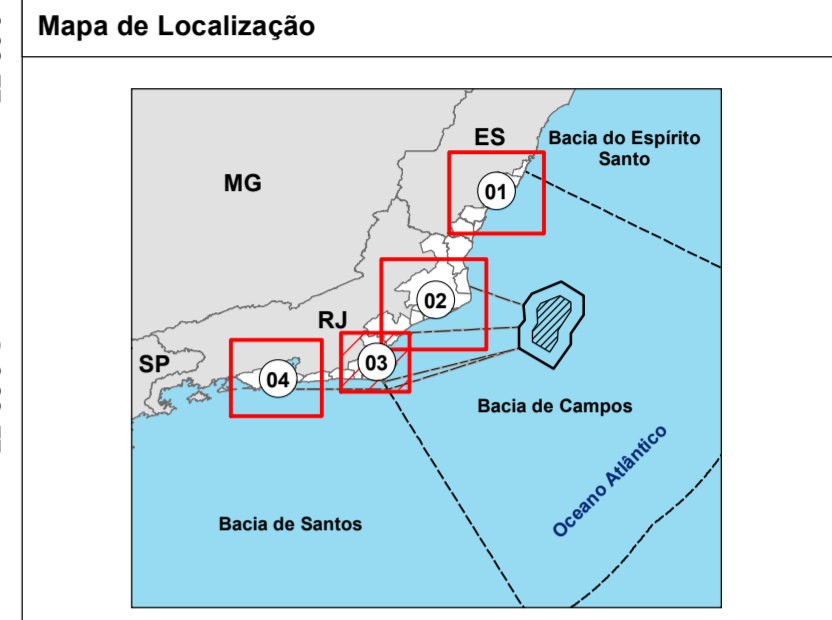 Mapa de Localização
ES
Bacia do Espírito
Santo
MG
01
02
RJ
SP
03
04
Bacia de Campos
Oceano Atlântico
Bacia de Santos